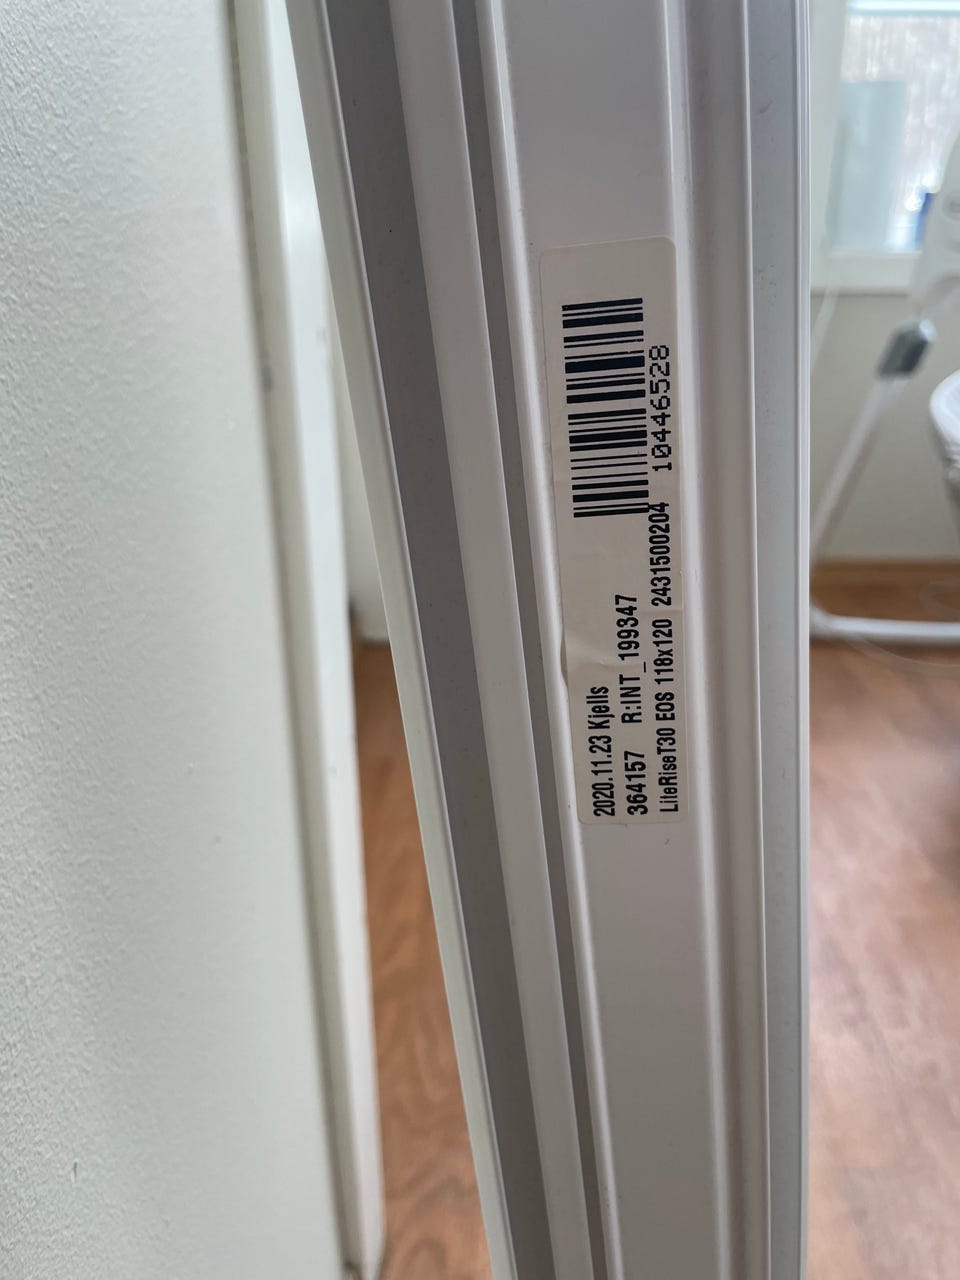 2020.11.23 Kjells
364157 R:INT_199347
LiteRiseT30 EOS 118x120 2431500204
10446528